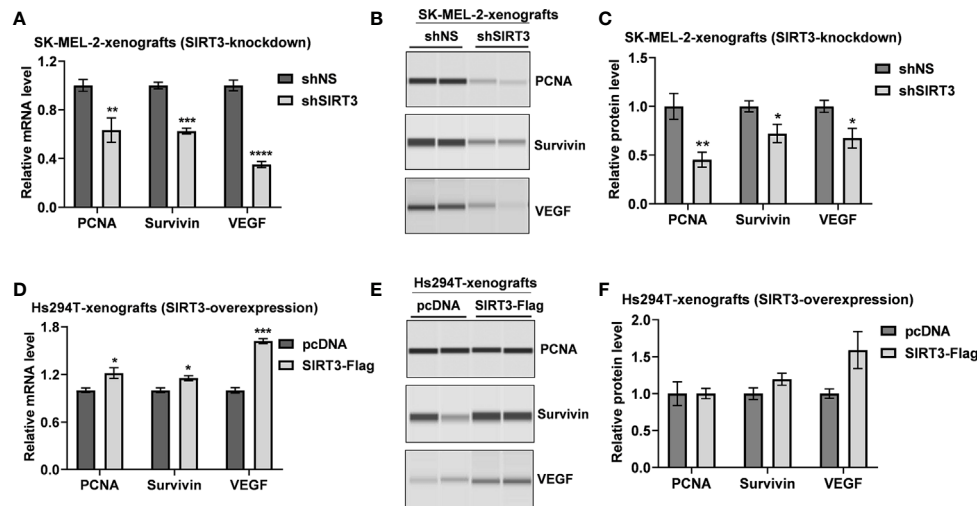 A
SK-MEL-2-xenografts (SIRT3-knockdown)
Relative mRNA level
1.2
0.8
0.4
0.0
shNS
shSIRT3
**
***
****
PCNA
Survivin
VEGF
B
SK-MEL-2-xenografts
shNS
shSIRT3
PCNA
Survivin
VEGF
C
SK-MEL-2-xenografts (SIRT3-knockdown)
Relative protein level
1.5
1.0
0.5
0.0
shNS
shSIRT3
**
*
*
PCNA
Survivin
VEGF
D
Hs294T-xenografts (SIRT3-overexpression)
Relative mRNA level
1.8
1.2
0.6
0.0
pcDNA
SIRT3-Flag
*
*
***
PCNA
Survivin
VEGF
E
Hs294T-xenografts
pcDNA
SIRT3-Flag
PCNA
Survivin
VEGF
F
Hs294T-xenografts (SIRT3-overexpression)
Relative protein level
2.0
1.5
1.0
0.5
0.0
pcDNA
SIRT3-Flag
PCNA
Survivin
VEGF